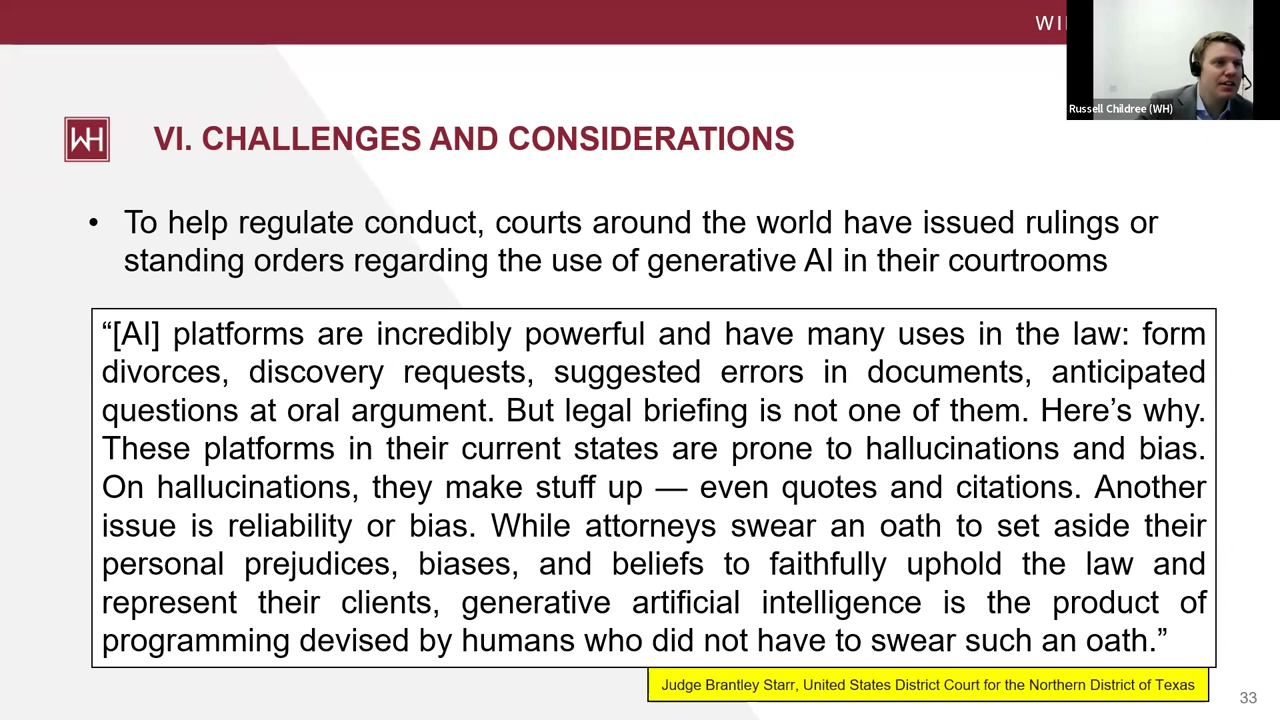 WI
Russell Childree (WH)
WH
VI. CHALLENGES AND CONSIDERATIONS
• To help regulate conduct, courts around the world have issued rulings or
standing orders regarding the use of generative AI in their courtrooms
“[AI] platforms are incredibly powerful and have many uses in the law: form
divorces, discovery requests, suggested errors in documents, anticipated
questions at oral argument. But legal briefing is not one of them. Here’s why.
These platforms in their current states are prone to hallucinations and bias.
On hallucinations, they make stuff up — even quotes and citations. Another
issue is reliability or bias. While attorneys swear an oath to set aside their
personal prejudices, biases, and beliefs to faithfully uphold the law and
represent their clients, generative artificial intelligence is the product of
programming devised by humans who did not have to swear such an oath.”
Judge Brantley Starr, United States District Court for the Northern District of Texas
33